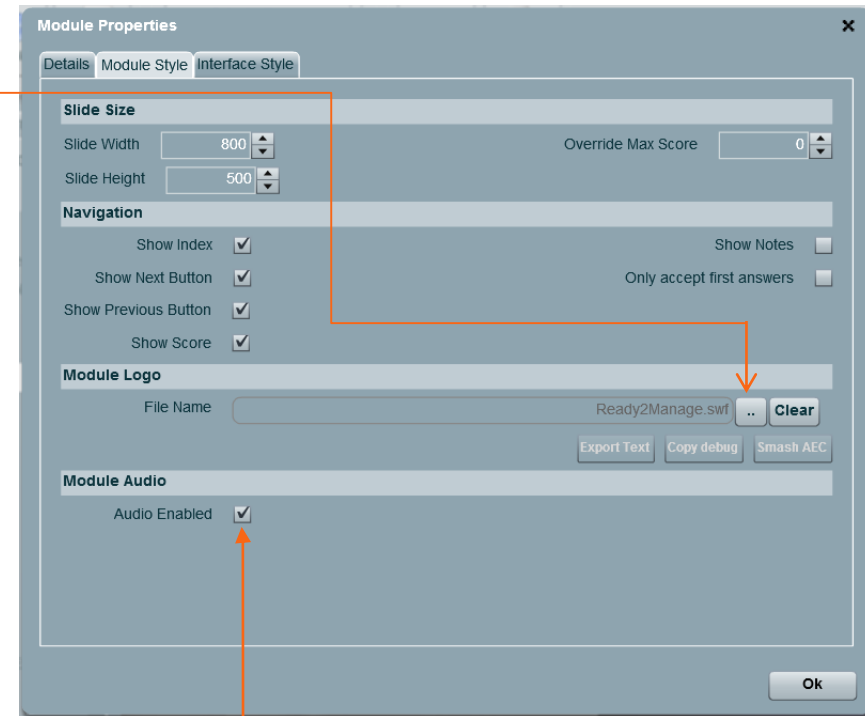 Module Properties
Details Module Style Interface Style
Slide Size
Slide Width 800 Override Max Score 0
Slide Height 500
Navigation
Show Index Show Notes
Show Next Button Only accept first answers
Show Previous Button
Show Score
Module Logo
File Name Ready2Manage.swf .. Clear
Export Text Copy debug Smash AEC
Module Audio
Audio Enabled
Ok